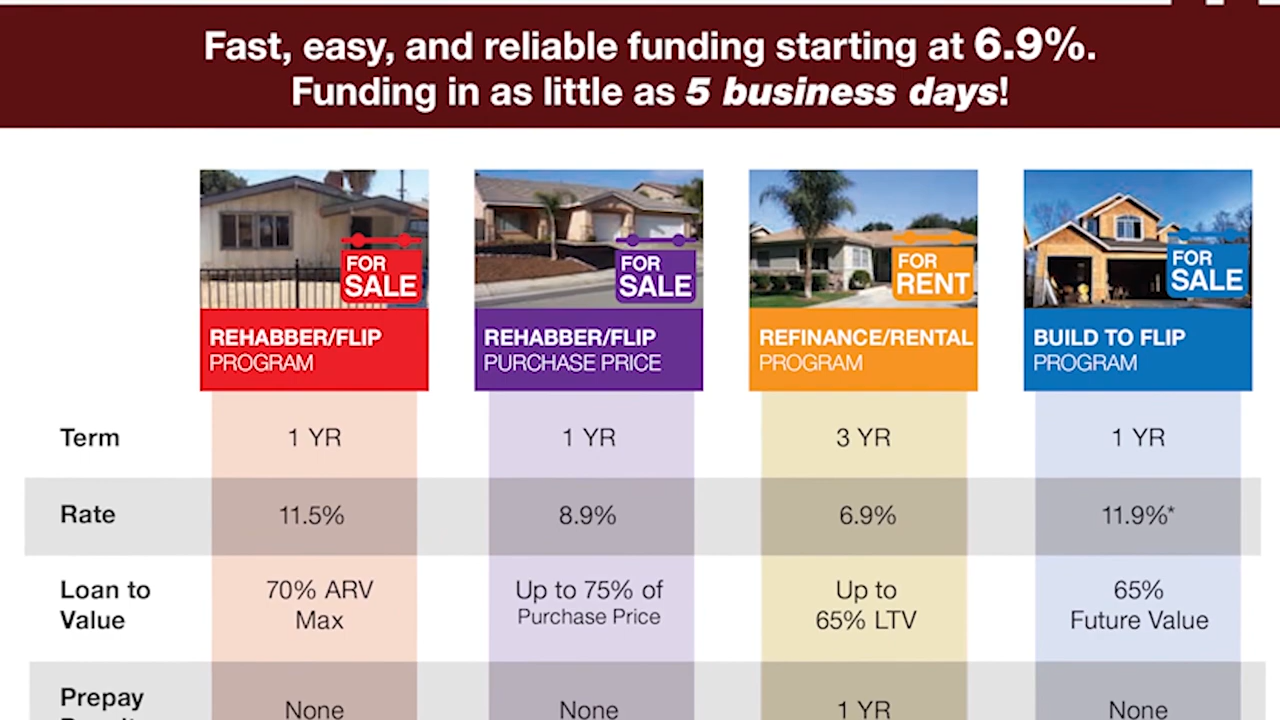 Fast, easy, and reliable funding starting at 6.9%.
Funding in as little as 5 business days!
FOR
SALE
FOR
SALE
FOR
RENT
FOR
SALE
REHABBER/FLIP
PROGRAM
REHABBER/FLIP
PURCHASE PRICE
REFINANCE/RENTAL
PROGRAM
BUILD TO FLIP
PROGRAM
Term 1 YR 1 YR 3 YR 1 YR
Rate 11.5% 8.9% 6.9% 11.9%*
Loan to Value
70% ARV
Max
Up to 75% of
Purchase Price
Up to
65% LTV
65%
Future Value
Prepay
None None 1 YR None